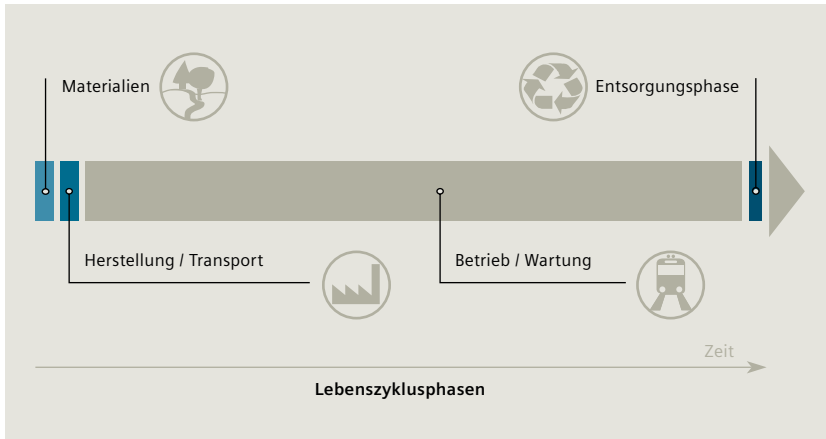 Materialien
Entsorgungsphase
Herstellung / Transport
Betrieb / Wartung
Zeit
Lebenszyklusphasen